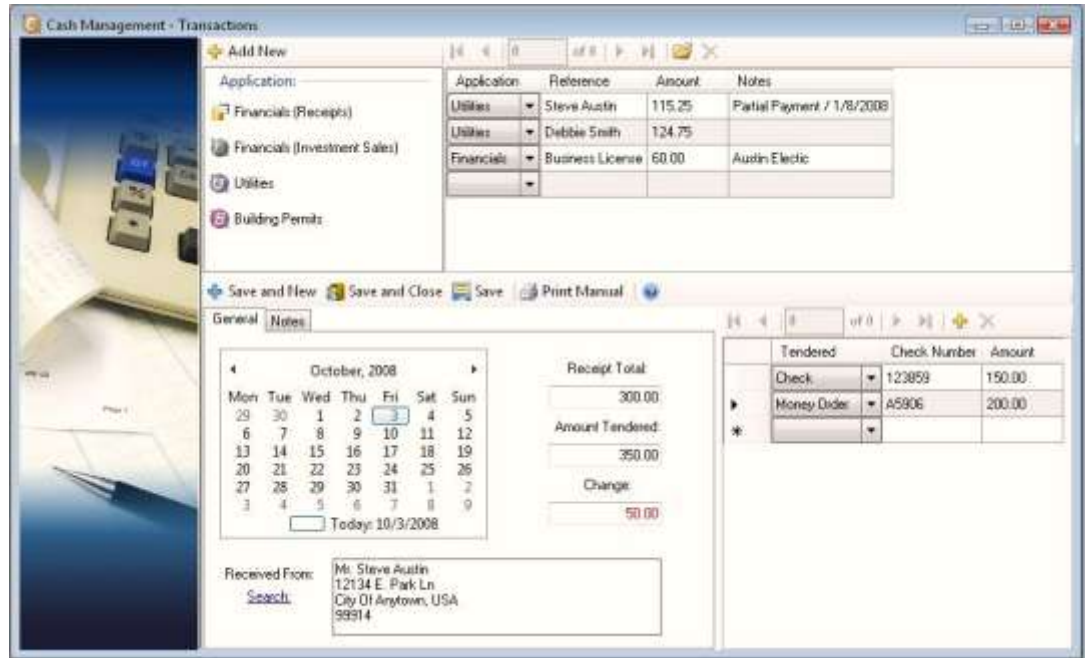 Cash Management - Transactions
Add New
0 of 0
Application:
Financials (Receipts)
Financials (Investment Sales)
Utilities
Building Permits
Application Reference Amount Notes
Utilities Steve Austin 115.25 Partial Payment / 1/8/2008
Utilities Debbie Smith 124.75
Financials Business License 60.00 Austin Electic
Save and New Save and Close Save Print Manual
General Notes
October, 2008
Mon Tue Wed Thu Fri Sat Sun
29 30 1 2 3 4 5
6 7 8 9 10 11 12
13 14 15 16 17 18 19
20 21 22 23 24 25 26
27 28 29 30 31 1 2
3 4 5 6 7 8 9
Today: 10/3/2008
Receipt Total:
300.00
Amount Tendered:
350.00
Change:
50.00
Received From:
Search:
Mr. Steve Austin
12134 E. Park Ln
City Of Anytown, USA
99914
0 of 0
Tendered Check Number Amount
Check 123859 150.00
Money Order A5906 200.00